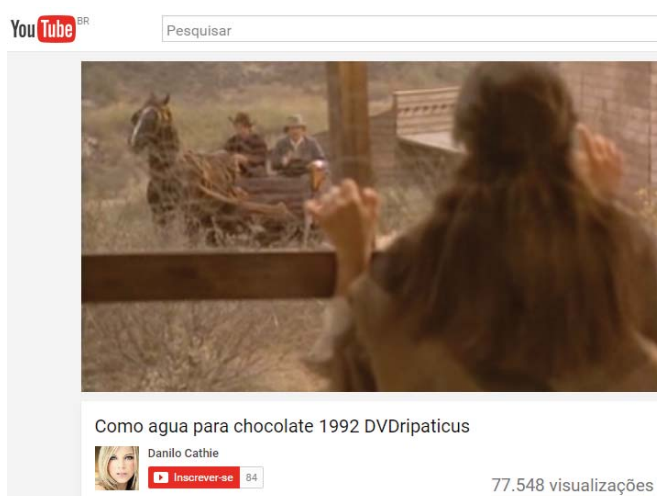 YouTube BR
Pesquisar
Como agua para chocolate 1992 DVDripaticus
Danilo Cathie
Inscrever-se 84
77.548 visualizações